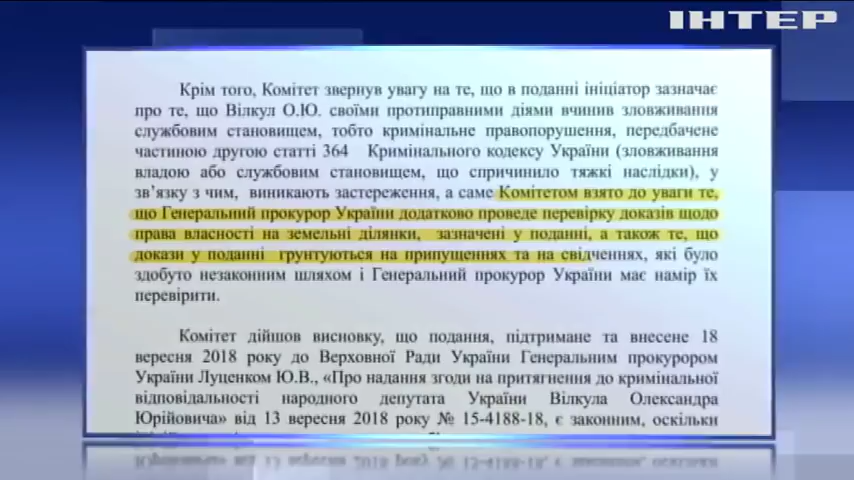 ІНТЕР
Крім того, Комітет звернув увагу на те, що в поданні ініціатор зазначає
про те, що Вілкул О.Ю. своїми протиправними діями вчинив зловживання
службовим становищем, тобто кримінальне правопорушення, передбачене
частиною другою статті 364 Кримінального кодексу України (зловживання
владою або службовим становищем, що спричинило тяжкі наслідки), у
зв’язку з чим, виникають застереження, а саме Комітетом взято до уваги те,
що Генеральний прокурор України додатково проведе перевірку доказів щодо
права власності на земельні ділянки, зазначені у поданні, а також те, що
докази у поданні грунтуються на припущеннях та на свідченнях, які було
здобуто незаконним шляхом і Генеральний прокурор України має намір їх
перевірити.
Комітет дійшов висновку, що подання, підтримане та внесене 18
вересня 2018 року до Верховної Ради України Генеральним прокурором
України Луценком Ю.В., «Про надання згоди на притягнення до кримінальної
відповідальності народного депутата України Вілкула Олександра
Юрійовича» від 13 вересня 2018 року № 15-4188-18, є законним, оскільки